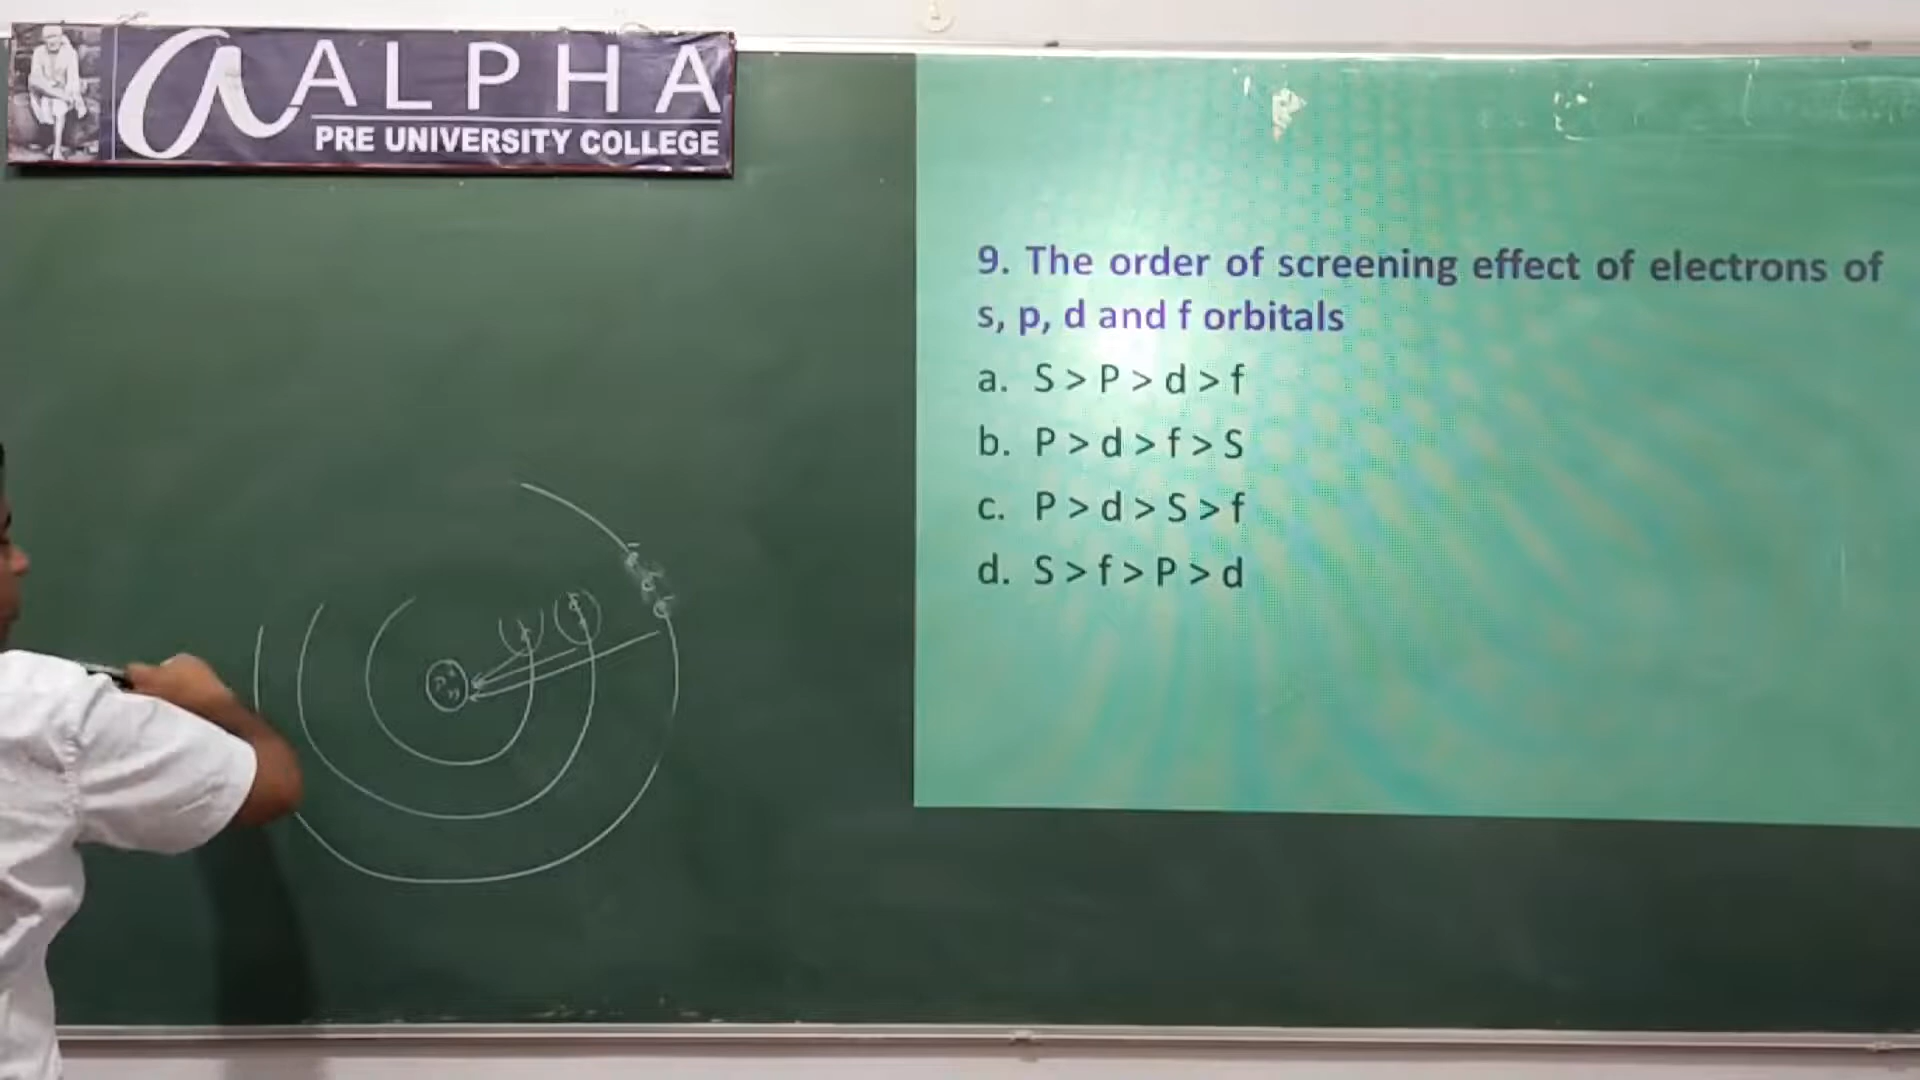 a ALPHA
PRE UNIVERSITY COLLEGE
9. The order of screening effect of electrons of
s, p, d and f orbitals
a. S > P > d > f
b. P > d > f > S
c. P > d > S > f
d. S > f > P > d